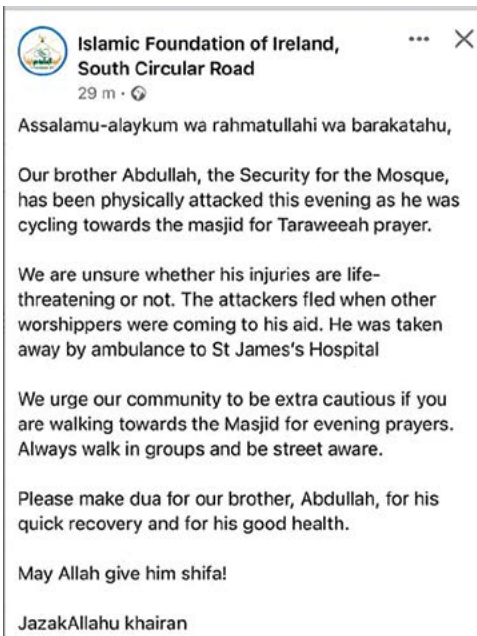 Islamic Foundation of Ireland,
South Circular Road
29 m ·
Assalamu-alaykum wa rahmatullahi wa barakatahu,
Our brother Abdullah, the Security for the Mosque,
has been physically attacked this evening as he was
cycling towards the masjid for Taraweeah prayer.
We are unsure whether his injuries are life-
threatening or not. The attackers fled when other
worshippers were coming to his aid. He was taken
away by ambulance to St James's Hospital
We urge our community to be extra cautious if you
are walking towards the Masjid for evening prayers.
Always walk in groups and be street aware.
Please make dua for our brother, Abdullah, for his
quick recovery and for his good health.
May Allah give him shifa!
JazakAllahu khairan